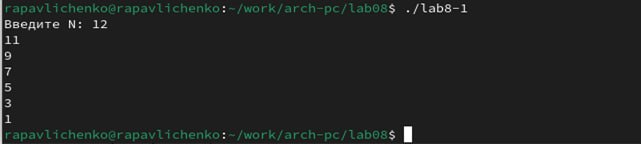 rapavlichenko@rapavlichenko:~/work/arch-pc/lab08$ ./lab8-1
Введите N: 12
11
9
7
5
3
1
rapavlichenko@rapavlichenko:~/work/arch-pc/lab08$